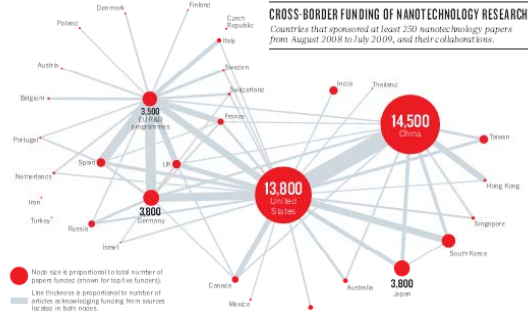 CROSS-BORDER FUNDING OF NANOTECHNOLOGY RESEARCH
Countries that sponsored at least 250 nanotechnology papers
from August 2008 to July 2009, and their collaborations.
Denmark
Finland
Poland
Czech
Republic
Italy
Austria
Sweden
Belgium
Switzerland
3,500
EU R&D
programmes
France
India
Thailand
14,500
China
Taiwan
Portugal
Spain
UK
Netherlands
13,800
United
States
Hong Kong
Iran
3,800
Germany
Turkey
Russia
Singapore
Israel
South Korea
3,800
Japan
Canada
Australia
Mexico
Node size is proportional to total number of
papers funded (shown for top five funders).
Line thickness is proportional to number of
articles acknowledging funding from sources
located in both nodes.